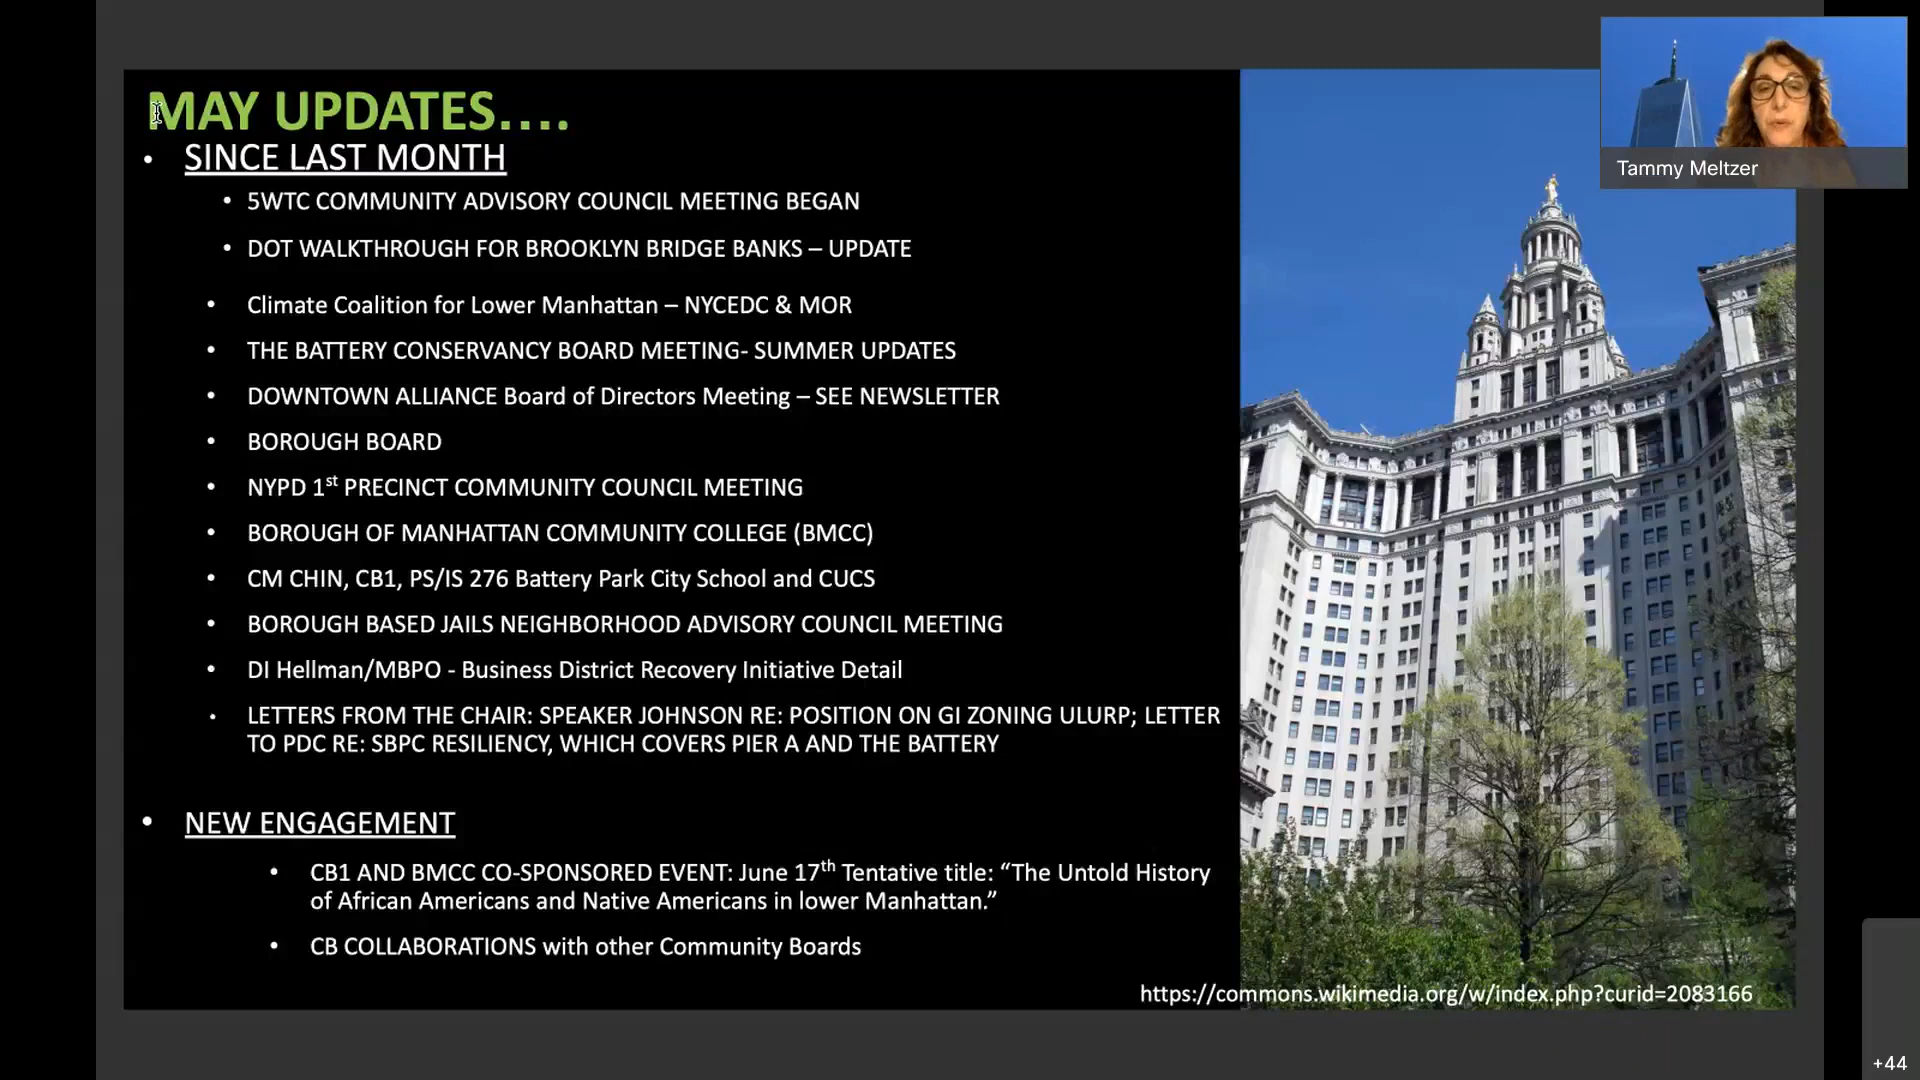 MAY UPDATES....
• SINCE LAST MONTH
• 5WTC COMMUNITY ADVISORY COUNCIL MEETING BEGAN
• DOT WALKTHROUGH FOR BROOKLYN BRIDGE BANKS – UPDATE
• Climate Coalition for Lower Manhattan – NYCEDC & MOR
• THE BATTERY CONSERVANCY BOARD MEETING- SUMMER UPDATES
• DOWNTOWN ALLIANCE Board of Directors Meeting – SEE NEWSLETTER
• BOROUGH BOARD
• NYPD 1st PRECINCT COMMUNITY COUNCIL MEETING
• BOROUGH OF MANHATTAN COMMUNITY COLLEGE (BMCC)
• CM CHIN, CB1, PS/IS 276 Battery Park City School and CUCS
• BOROUGH BASED JAILS NEIGHBORHOOD ADVISORY COUNCIL MEETING
• DI Hellman/MBPO - Business District Recovery Initiative Detail
• LETTERS FROM THE CHAIR: SPEAKER JOHNSON RE: POSITION ON GI ZONING ULURP; LETTER
TO PDC RE: SBPC RESILIENCY, WHICH COVERS PIER A AND THE BATTERY
• NEW ENGAGEMENT
• CB1 AND BMCC CO-SPONSORED EVENT: June 17th Tentative title: “The Untold History
of African Americans and Native Americans in lower Manhattan.”
• CB COLLABORATIONS with other Community Boards
https://commons.wikimedia.org/w/index.php?curid=2083166
Tammy Meltzer
+44